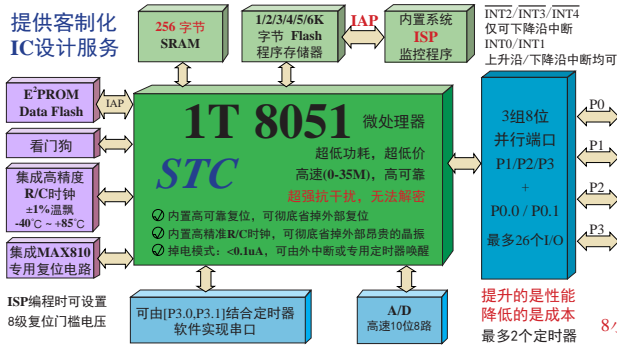 提供客制化
IC设计服务
256 字节
SRAM
1/2/3/4/5/6K
字节 Flash
程序存储器
IAP
内置系统
ISP
监控程序
INT2/INT3/INT4
仅可下降沿中断
INT0/INT1
上升沿/下降沿中断均可
E²PROM
Data Flash
IAP
看门狗
集成高精度
R/C时钟
±1%温飘
-40℃ ~ +85℃
集成MAX810
专用复位电路
ISP编程时可设置
8级复位门槛电压
1T 8051 微处理器
STC
超低功耗，超低价
高速(0-35M)，高可靠
超强抗干扰，无法解密
内置高可靠复位，可彻底省掉外部复位
内置高精准R/C时钟，可彻底省掉外部昂贵的晶振
掉电模式：<0.1uA，可由外中断或专用定时器唤醒
3组8位
并行端口
P1/P2/P3
+
P0.0 / P0.1
最多26个I/O
P0
P1
P2
P3
可由[P3.0,P3.1]结合定时器
软件实现串口
A/D
高速10位8路
提升的是性能
降低的是成本
最多2个定时器
8